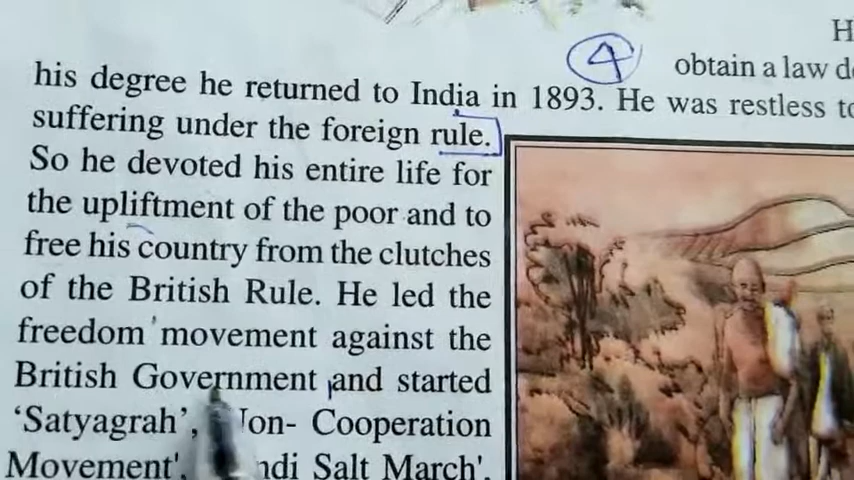 H
4
obtain a law d
his degree he returned to India in 1893. He was restless to
suffering under the foreign rule.
So he devoted his entire life for
the upliftment of the poor and to
free his country from the clutches
of the British Rule. He led the
freedom movement against the
British Government and started
‘Satyagrah’, Non- Cooperation
Movement', ndi Salt March'.